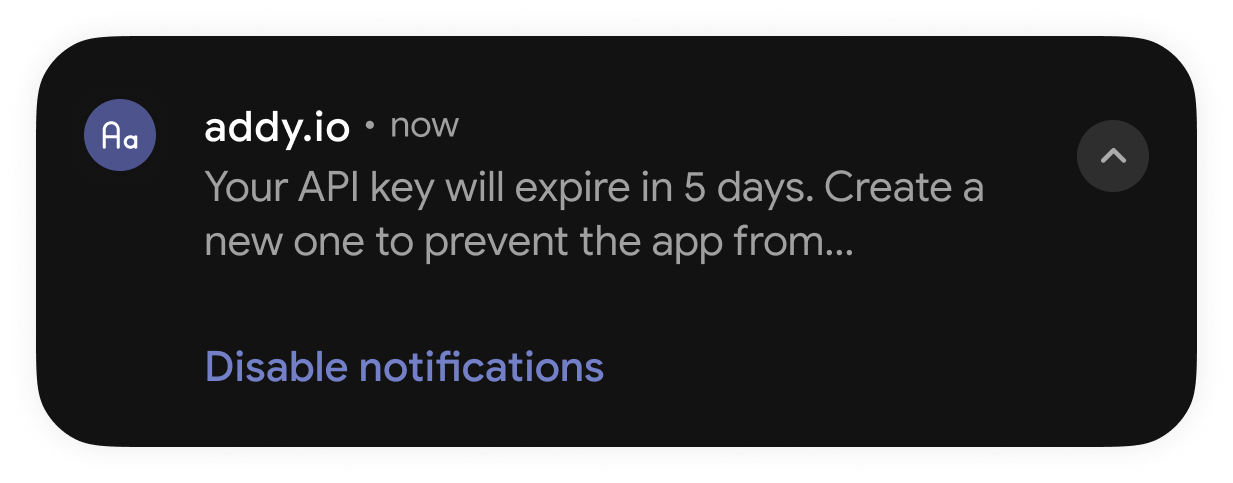 Aa
addy.io • now
Your API key will expire in 5 days. Create a
new one to prevent the app from...
Disable notifications